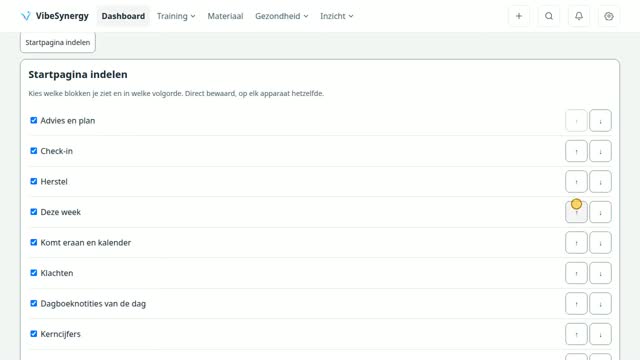 VibeSynergy Dashboard Training Materiaal Gezondheid Inzicht
Startpagina indelen
Startpagina indelen
Kies welke blokken je ziet en in welke volgorde. Direct bewaard, op elk apparaat hetzelfde.
Advies en plan ↑ ↓
Check-in ↑ ↓
Herstel ↑ ↓
Deze week ↑ ↓
Komt eraan en kalender ↑ ↓
Klachten ↑ ↓
Dagboeknotities van de dag ↑ ↓
Kerncijfers ↑ ↓